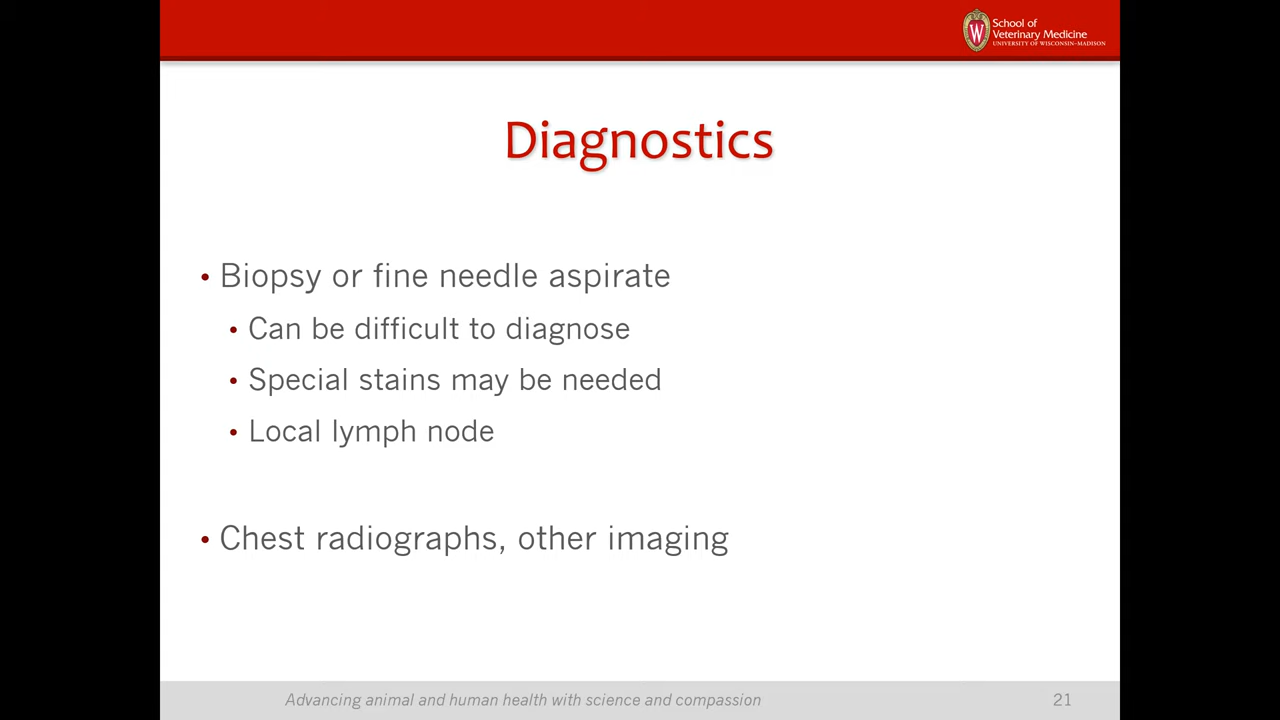 School of
Veterinary Medicine
UNIVERSITY OF WISCONSIN–MADISON
Diagnostics
• Biopsy or fine needle aspirate
• Can be difficult to diagnose
• Special stains may be needed
• Local lymph node
• Chest radiographs, other imaging
Advancing animal and human health with science and compassion
21